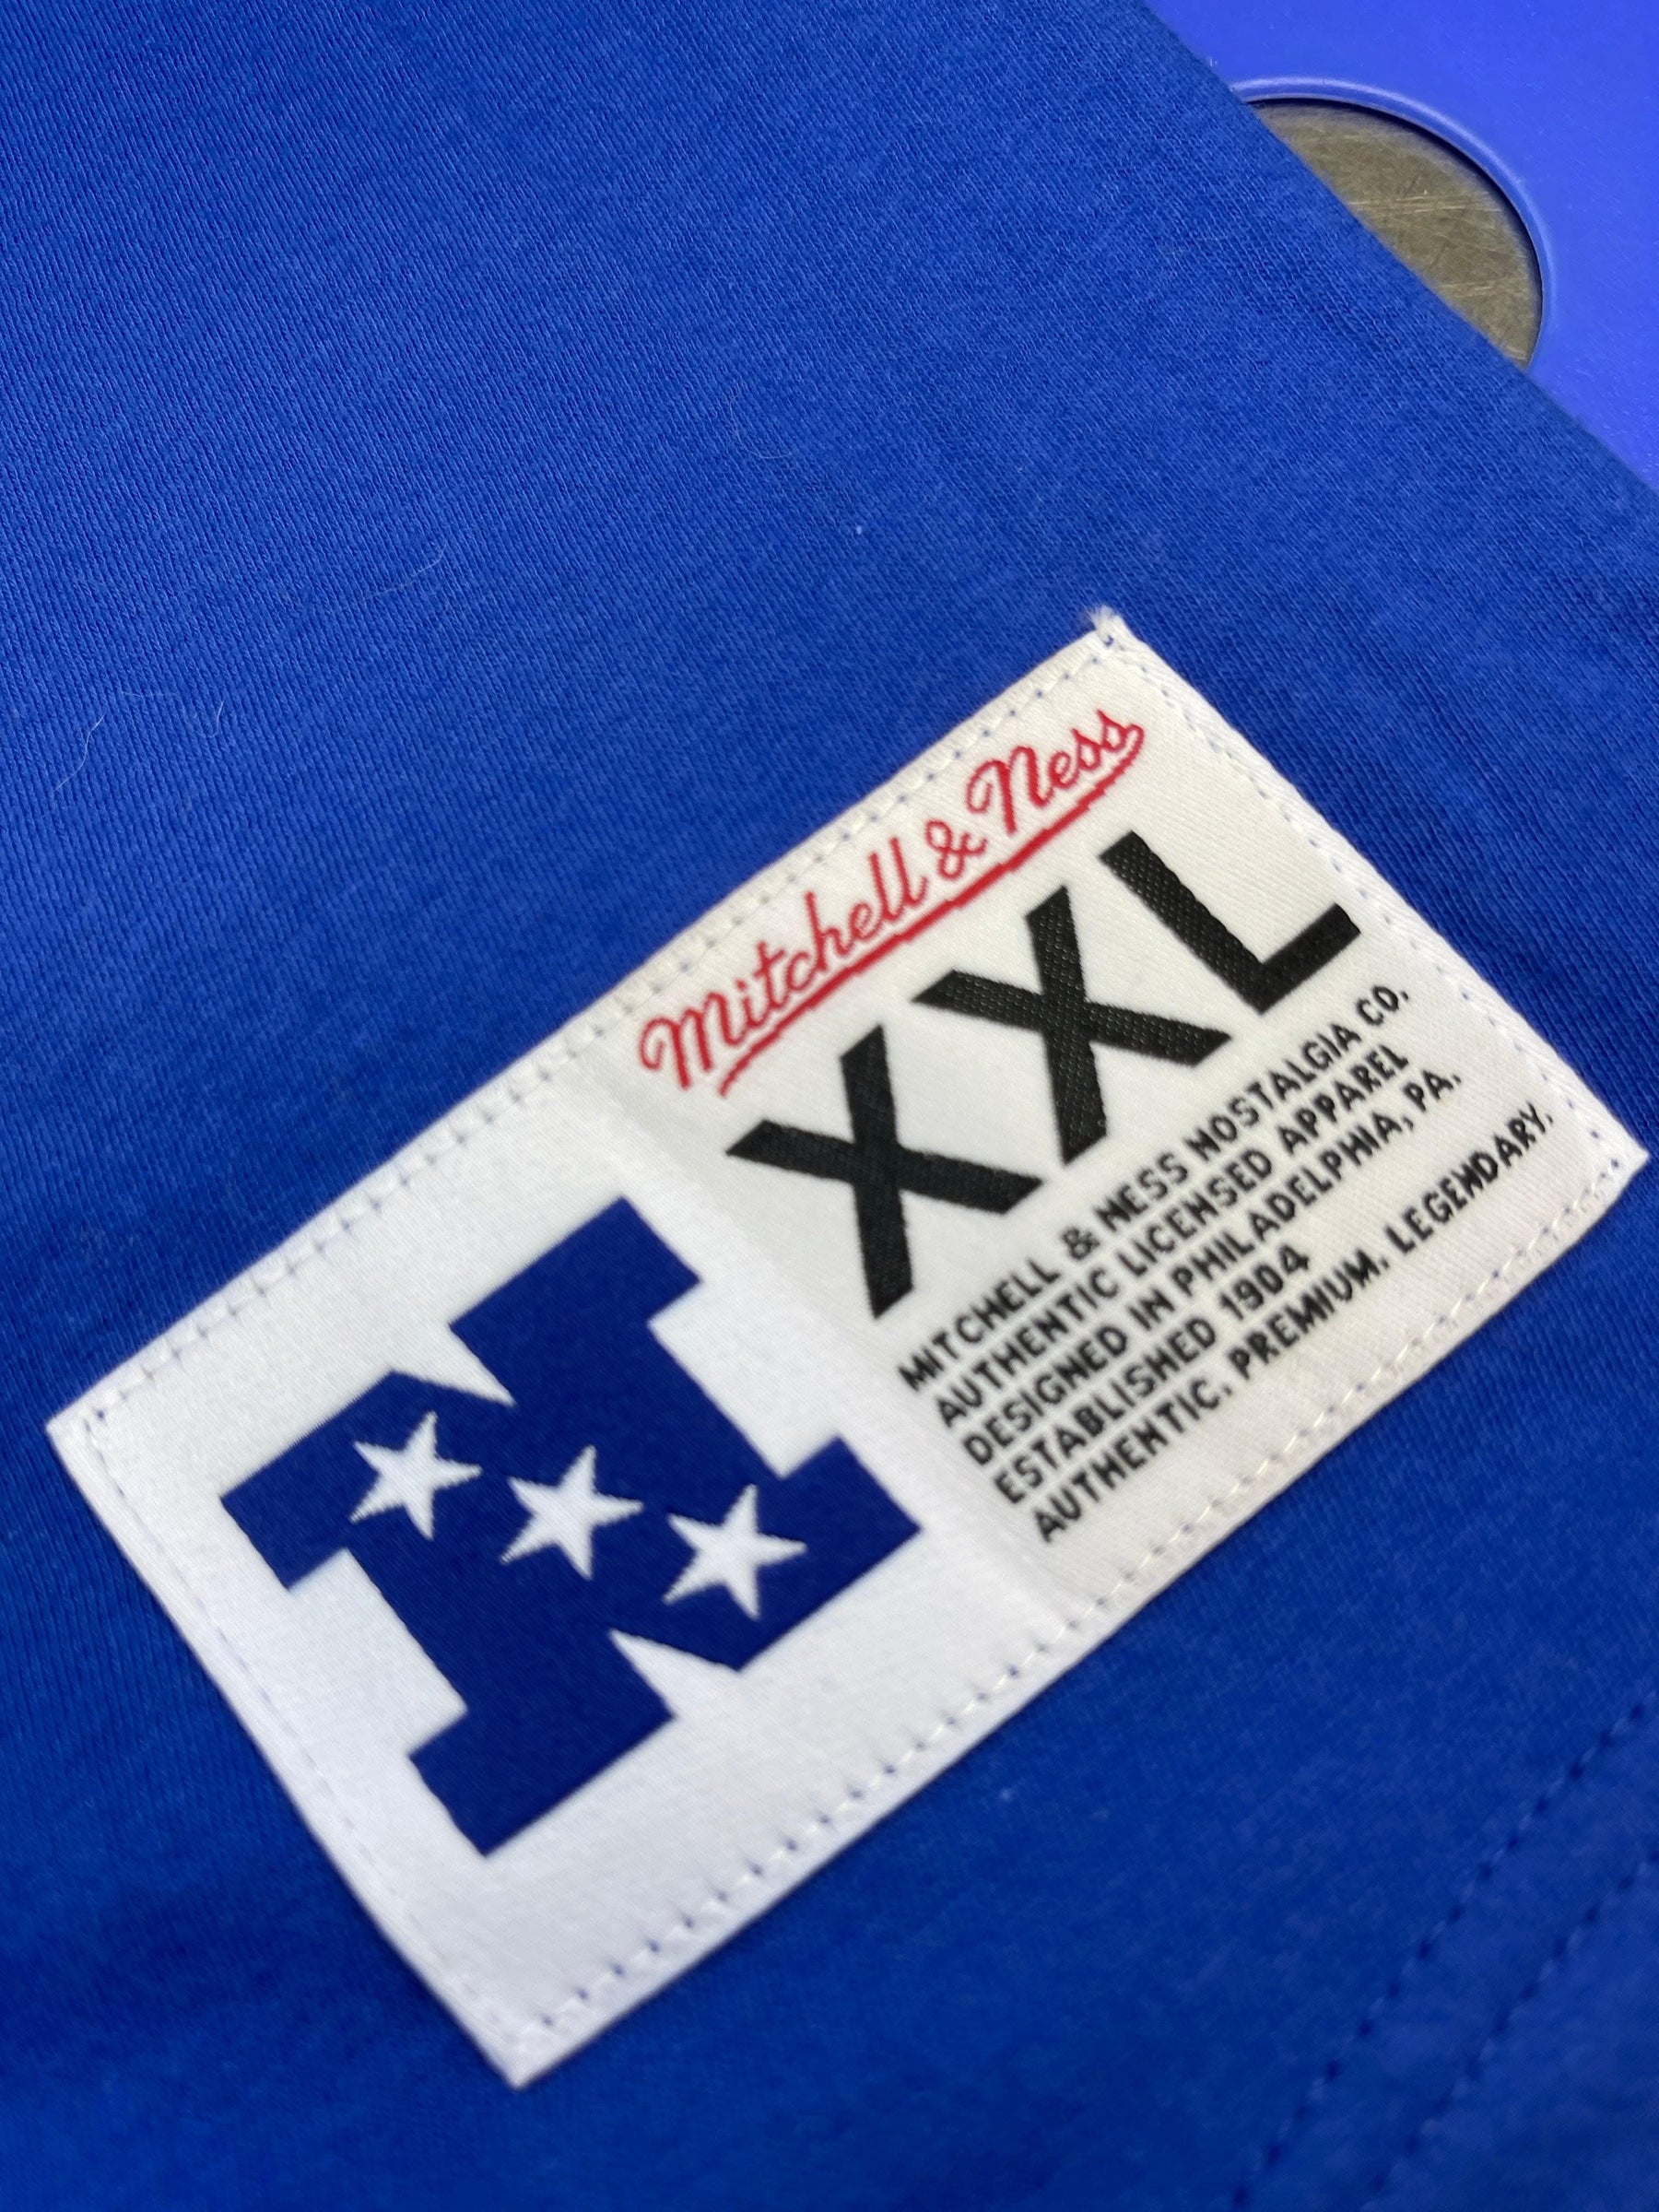 Mitchell & Ness
XXL
MITCHELL & NESS NOSTALGIA CO.
AUTHENTIC LICENSED APPAREL
DESIGNED IN PHILADELPHIA, PA.
ESTABLISHED 1904
AUTHENTIC. PREMIUM. LEGENDARY.
N